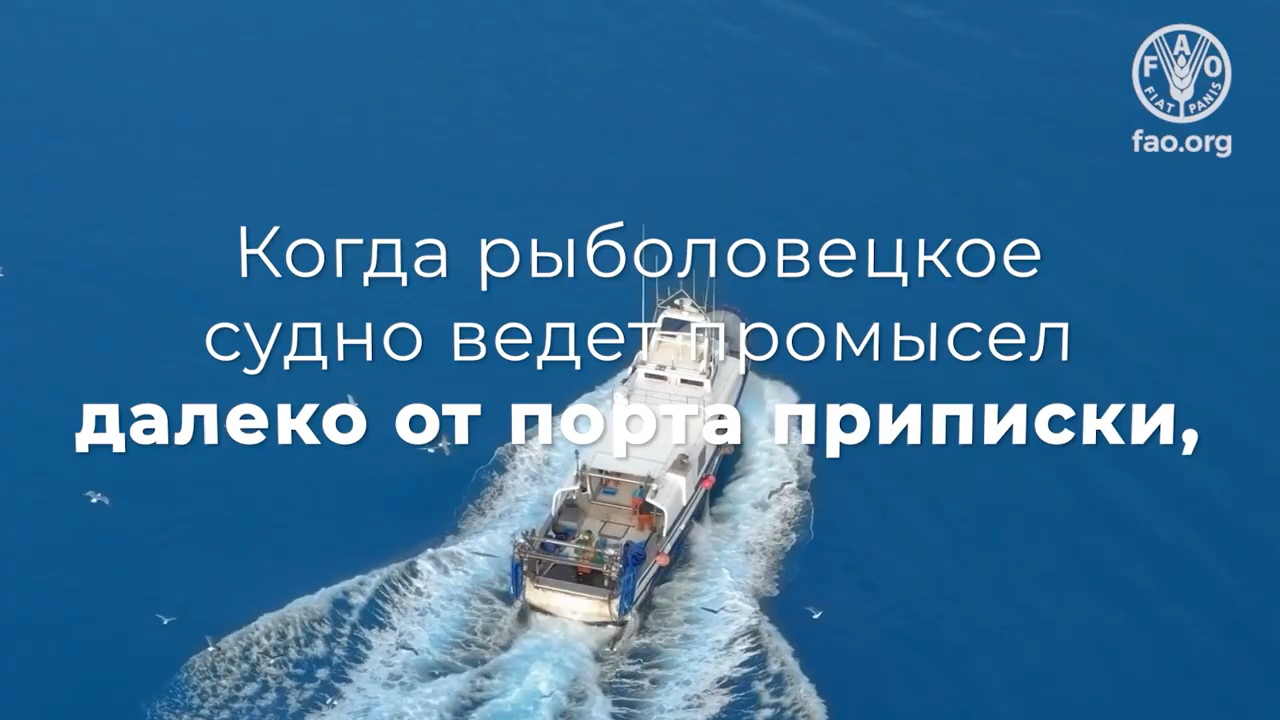 FAO
FIAT PANIS
fao.org
Когда рыболовецкое
судно ведет промысел
далеко от порта приписки,